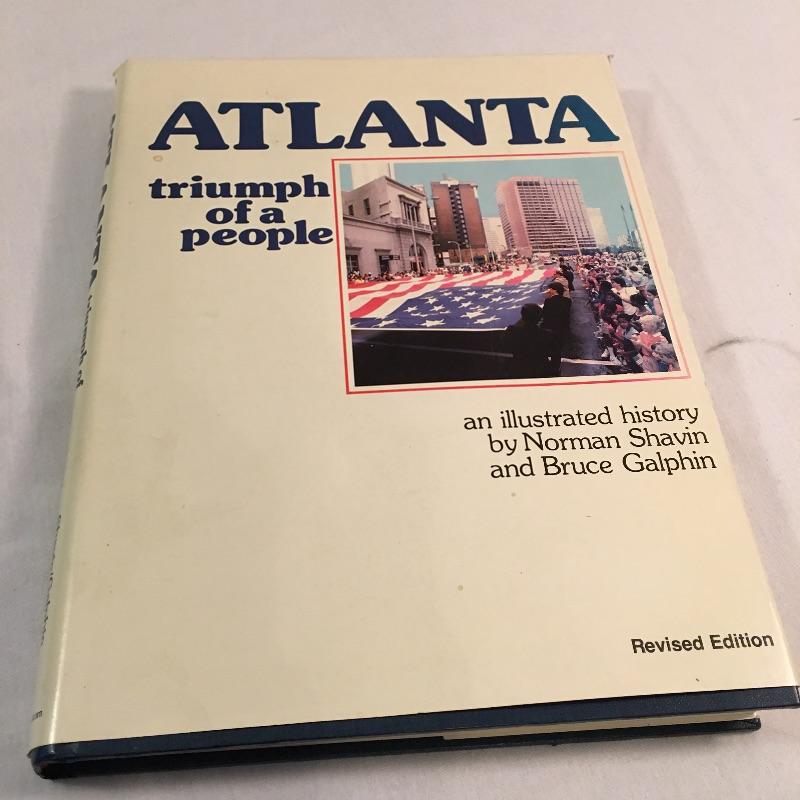 ATLANTA
triumph
of a
people
an illustrated history
by Norman Shavin
and Bruce Galphin
Revised Edition